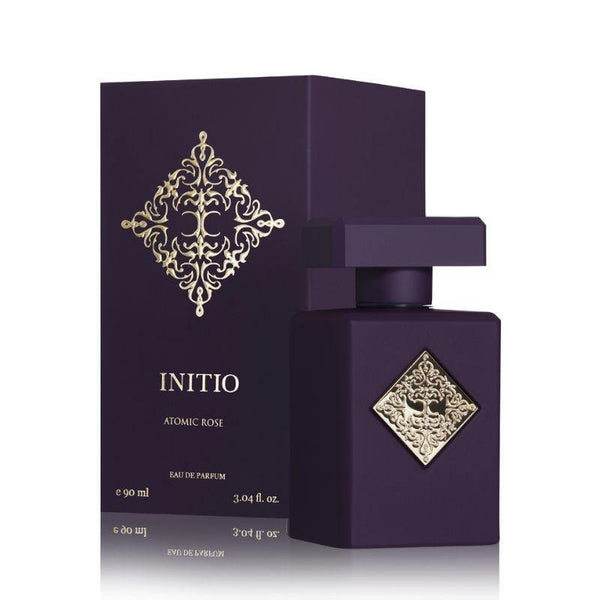 INITIO
ATOMIC ROSE
EAU DE PARFUM
e 90 ml 3.04 fl. oz.